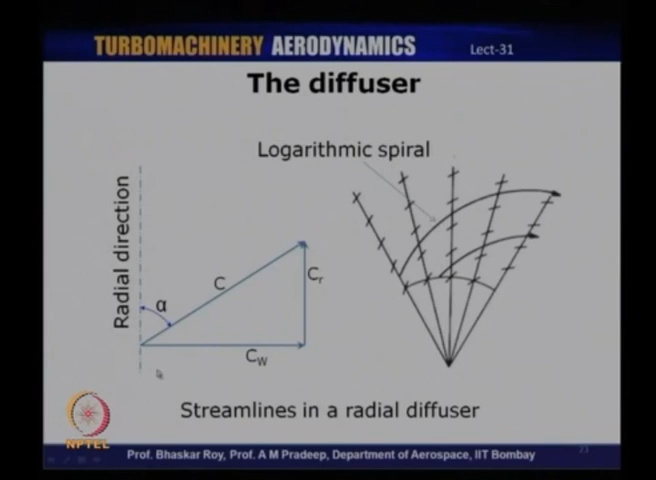 TURBOMACHINERY AERODYNAMICS
Lect-31
The diffuser
Logarithmic spiral
Radial direction
α
C
Cr
Cw
Streamlines in a radial diffuser
NPTEL
Prof. Bhaskar Roy, Prof. A M Pradeep, Department of Aerospace, IIT Bombay